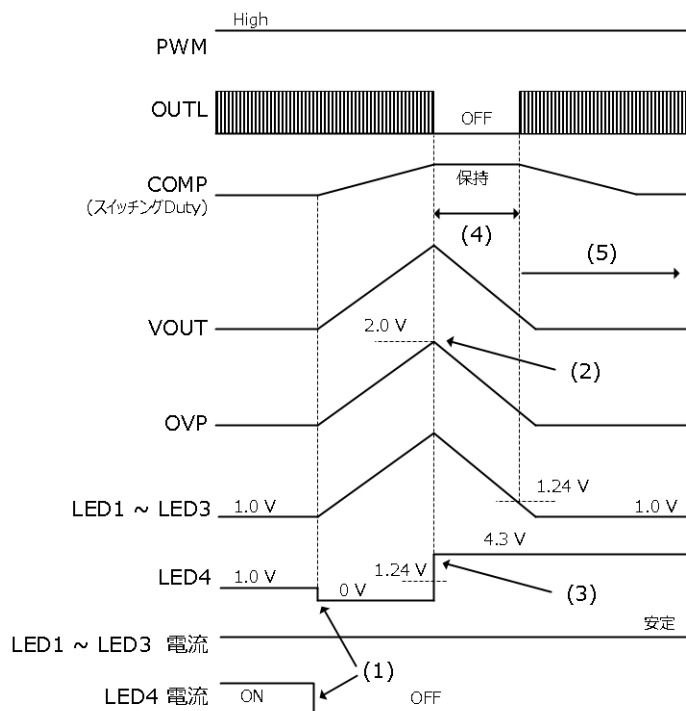 High
PWM
OUTL
OFF
COMP
(スイッチングDuty)
保持
(4)
(5)
VOUT
2.0 V
(2)
OVP
1.24 V
LED1 ~ LED3
1.0 V
1.0 V
4.3 V
LED4
1.0 V
1.24 V
0 V
(3)
安定
LED1 ~ LED3 電流
(1)
LED4 電流
ON
OFF